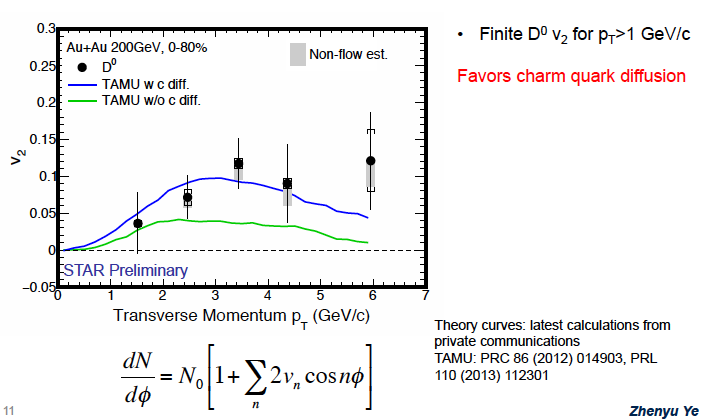 Au+Au 200GeV, 0-80%
D⁰
TAMU w c diff.
TAMU w/o c diff.
Non-flow est.
0.3
0.25
0.2
0.15
0.1
0.05
0
−0.05
v₂
STAR Preliminary
0 1 2 3 4 5 6 7
Transverse Momentum p_T (GeV/c)
• Finite D⁰ v₂ for p_T>1 GeV/c
Favors charm quark diffusion
dN/dϕ = N₀[1+∑ₙ 2vₙ cos nϕ]
Theory curves: latest calculations from
private communications
TAMU: PRC 86 (2012) 014903, PRL
110 (2013) 112301
11
Zhenyu Ye